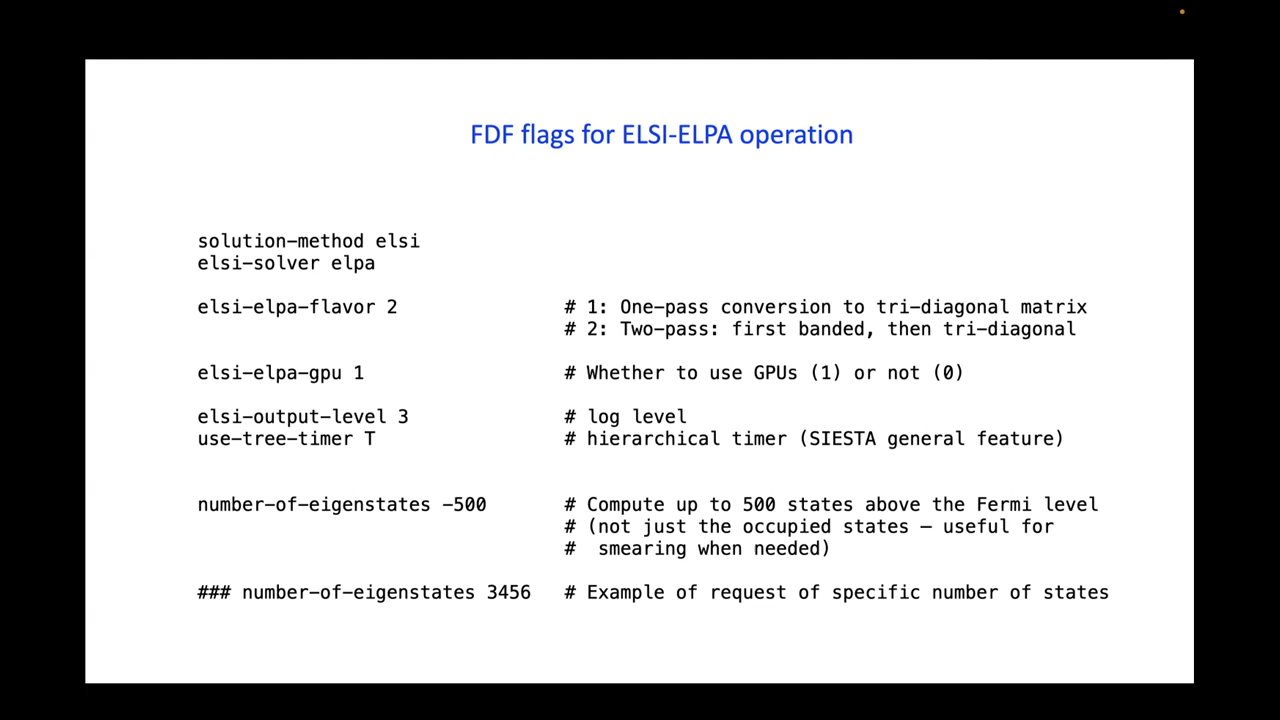 FDF flags for ELSI-ELPA operation
solution-method elsi
elsi-solver elpa
elsi-elpa-flavor 2 # 1: One-pass conversion to tri-diagonal matrix
# 2: Two-pass: first banded, then tri-diagonal
elsi-elpa-gpu 1 # Whether to use GPUs (1) or not (0)
elsi-output-level 3 # log level
use-tree-timer T # hierarchical timer (SIESTA general feature)
number-of-eigenstates -500 # Compute up to 500 states above the Fermi level
# (not just the occupied states — useful for
# smearing when needed)
### number-of-eigenstates 3456 # Example of request of specific number of states